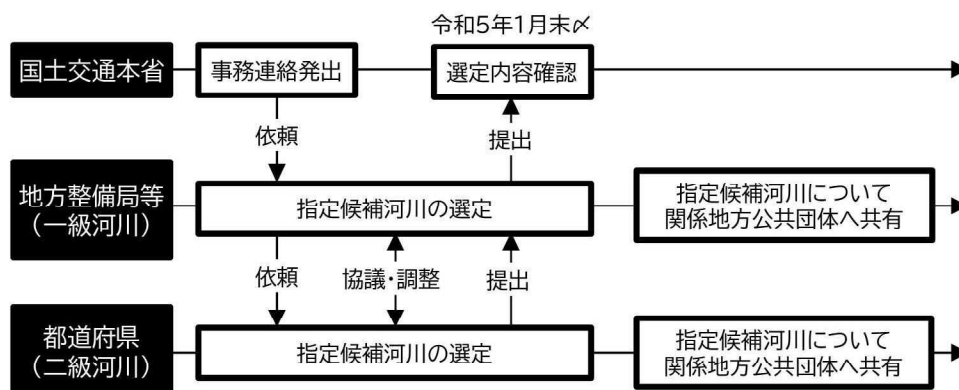 令和5年1月末〆
国土交通本省
事務連絡発出
選定内容確認
依頼
提出
地方整備局等
（一級河川）
指定候補河川の選定
指定候補河川について
関係地方公共団体へ共有
依頼
協議・調整
提出
都道府県
（二級河川）
指定候補河川の選定
指定候補河川について
関係地方公共団体へ共有